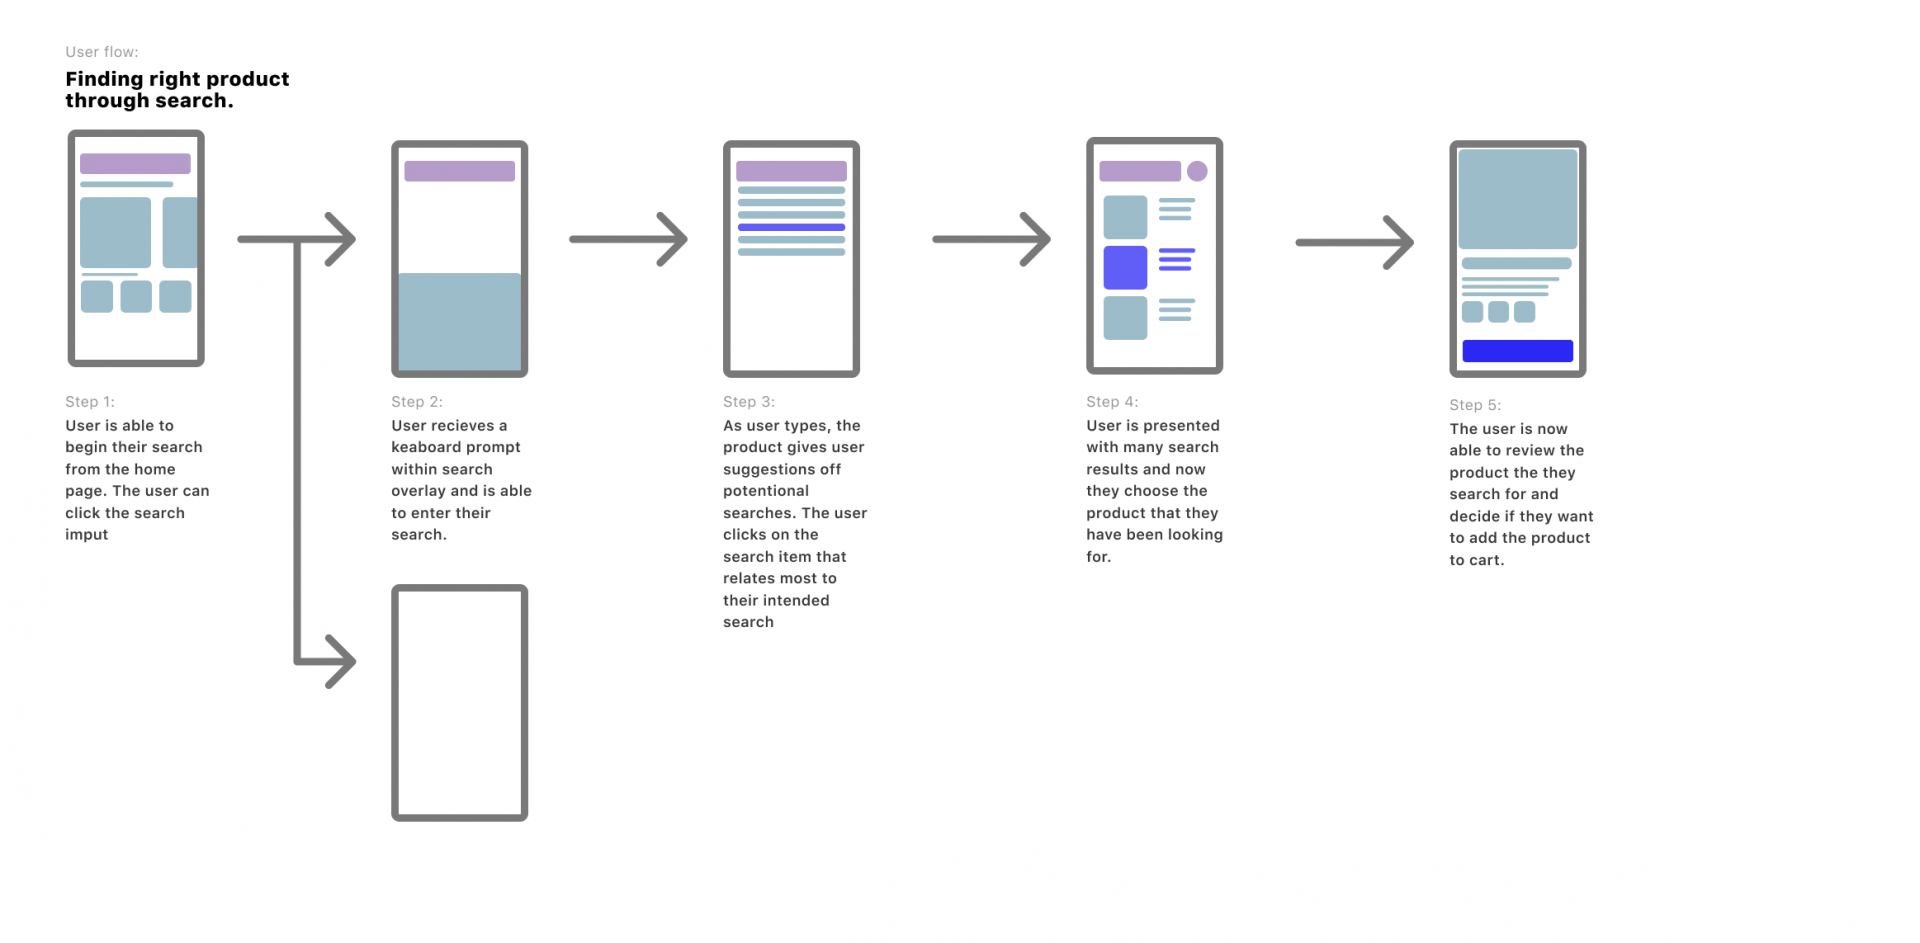 User flow:
Finding right product
through search.
Step 1:
User is able to
begin their search
from the home
page. The user can
click the search
imput
Step 2:
User recieves a
keaboard prompt
within search
overlay and is able
to enter their
search.
Step 3:
As user types, the
product gives user
suggestions off
potentional
searches. The user
clicks on the
search item that
relates most to
their intended
search
Step 4:
User is presented
with many search
results and now
they choose the
product that they
have been looking
for.
Step 5:
The user is now
able to review the
product the they
search for and
decide if they want
to add the product
to cart.